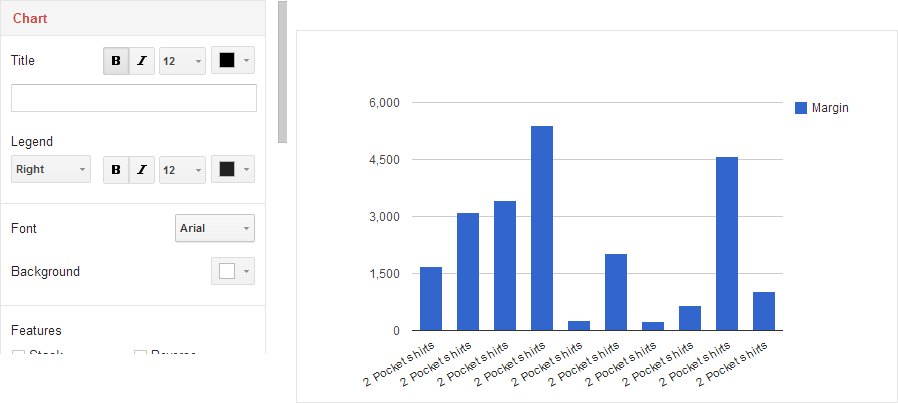 Chart
Title
B I 12
Legend
Right B I 12
Font Arial
Background
Features
Stack Reverse
Margin
6,000
4,500
3,000
1,500
0
2 Pocket shirts
2 Pocket shirts
2 Pocket shirts
2 Pocket shirts
2 Pocket shirts
2 Pocket shirts
2 Pocket shirts
2 Pocket shirts
2 Pocket shirts
2 Pocket shirts